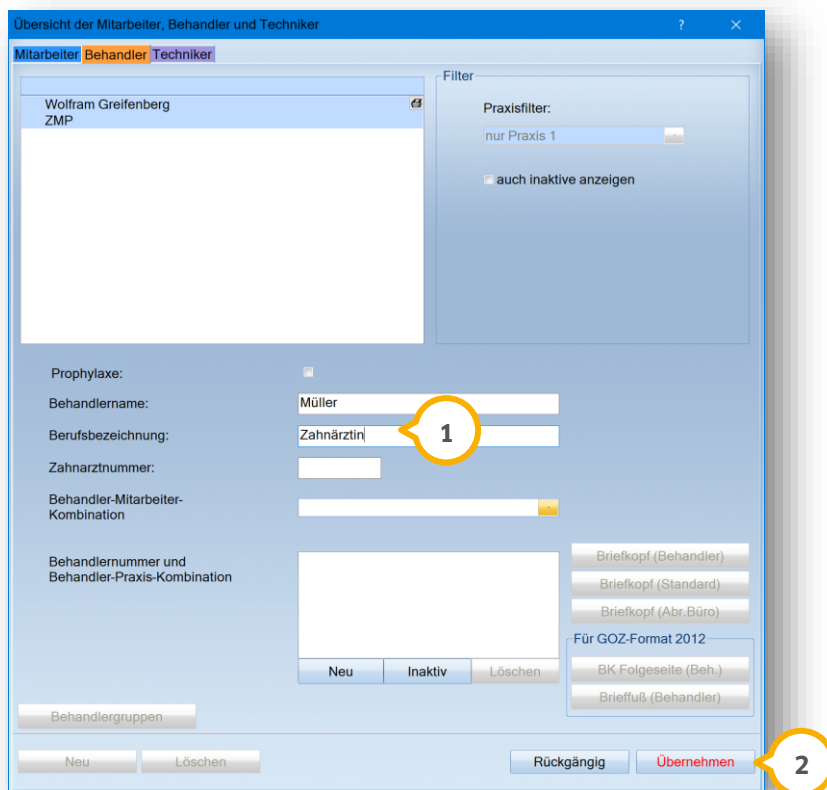 Übersicht der Mitarbeiter, Behandler und Techniker ? ×
Mitarbeiter Behandler Techniker
Wolfram Greifenberg
ZMP
Filter
Praxisfilter:
nur Praxis 1
auch inaktive anzeigen
Prophylaxe:
Behandlername: Müller
Berufsbezeichnung: Zahnärztin
1
Zahnarztnummer:
Behandler-Mitarbeiter-
Kombination
Behandlernummer und
Behandler-Praxis-Kombination
Neu Inaktiv Löschen
Briefkopf (Behandler)
Briefkopf (Standard)
Briefkopf (Abr.Büro)
Für GOZ-Format 2012
BK Folgeseite (Beh.)
Brieffuß (Behandler)
Behandlergruppen
Neu Löschen Rückgängig Übernehmen
2